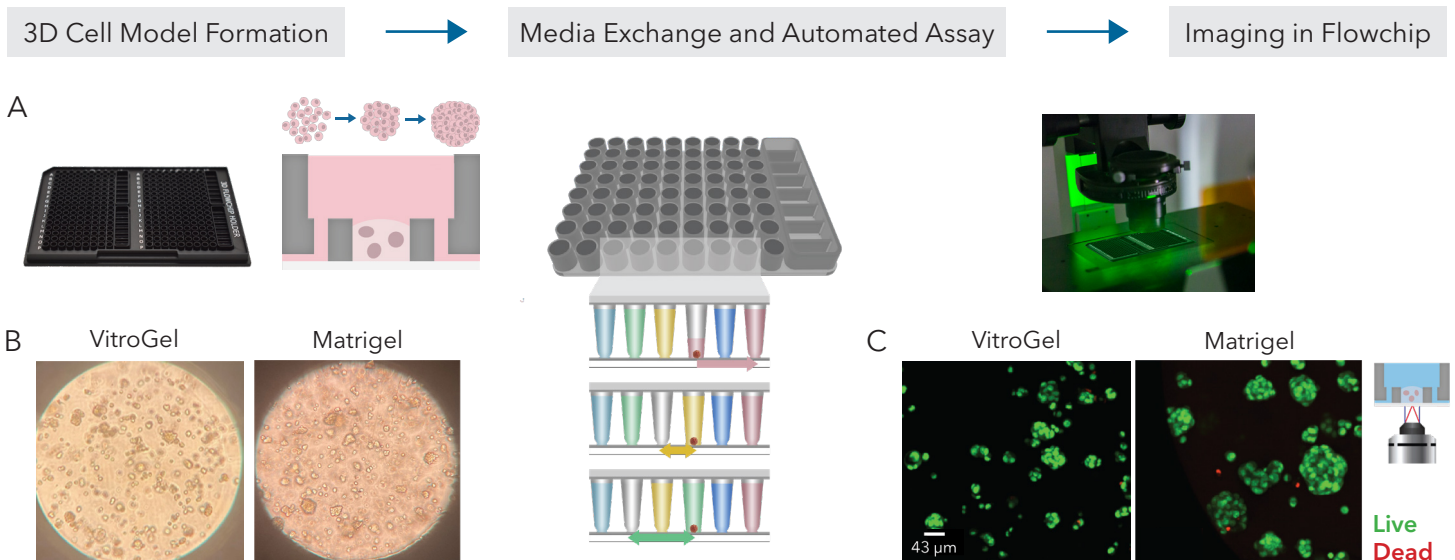 3D Cell Model Formation
Media Exchange and Automated Assay
Imaging in Flowchip
A
3D FLOWCHIP HOLDER
B
VitroGel
Matrigel
C
VitroGel
Matrigel
43 µm
Live
Dead